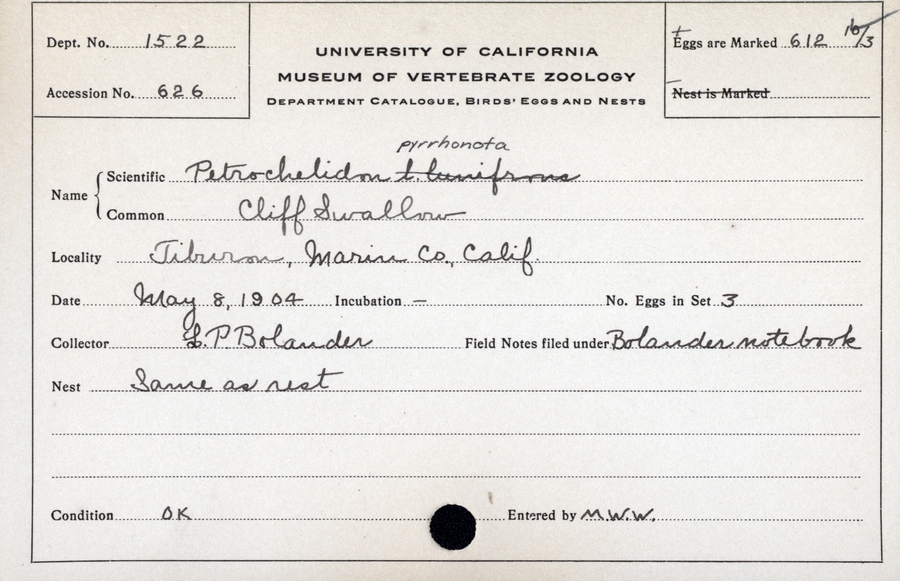 Dept. No. 1522
Accession No. 626
UNIVERSITY OF CALIFORNIA
MUSEUM OF VERTEBRATE ZOOLOGY
DEPARTMENT CATALOGUE, BIRDS' EGGS AND NESTS
Eggs are Marked 612 16/3
Nest is Marked
pyrrhonota
Name { Scientific Petrochelidon l. lunifrons
Common Cliff Swallow
Locality Tiburon, Marin Co., Calif.
Date May 8, 1904 Incubation — No. Eggs in Set 3
Collector L. P. Bolander Field Notes filed under Bolander notebook
Nest Same as rest
Condition OK Entered by M.W.W.